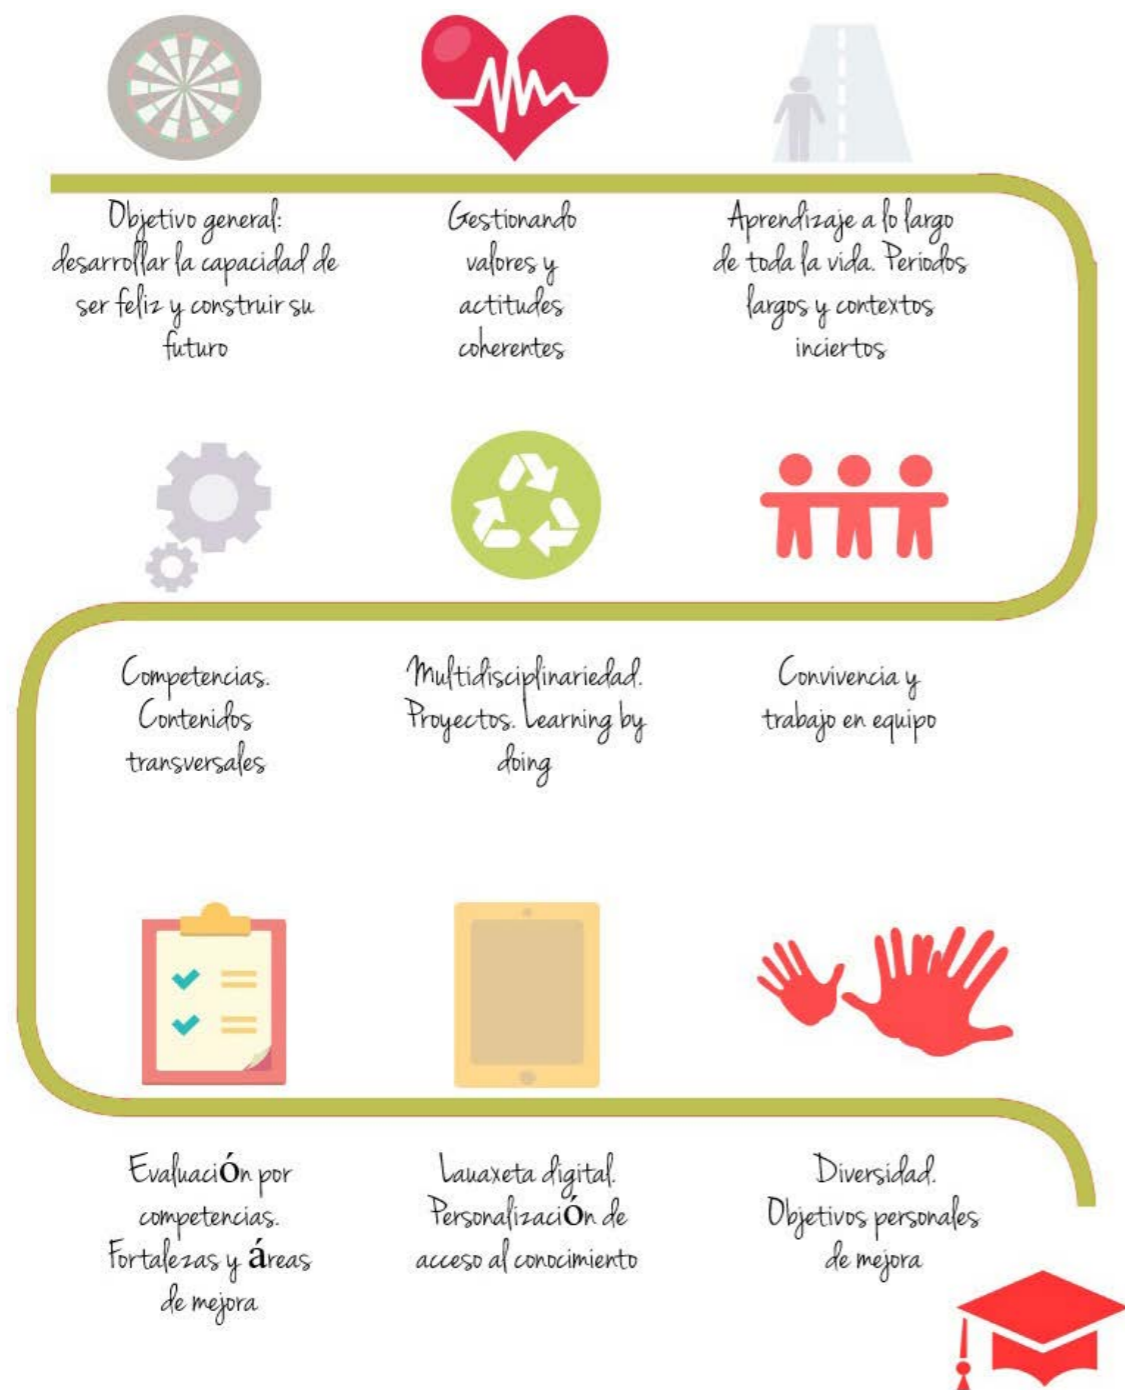 Objetivo general:
desarrollar la capacidad de
ser feliz y construir su
futuro
Gestionando
valores y
actitudes
coherentes
Aprendizaje a lo largo
de toda la vida. Periodos
largos y contextos
inciertos
Competencias.
Contenidos
transversales
Multidisciplinariedad.
Proyectos. Learning by
doing
Convivencia y
trabajo en equipo
Evaluación por
competencias.
Fortalezas y áreas
de mejora
Lauaxeta digital.
Personalización de
acceso al conocimiento
Diversidad.
Objetivos personales
de mejora